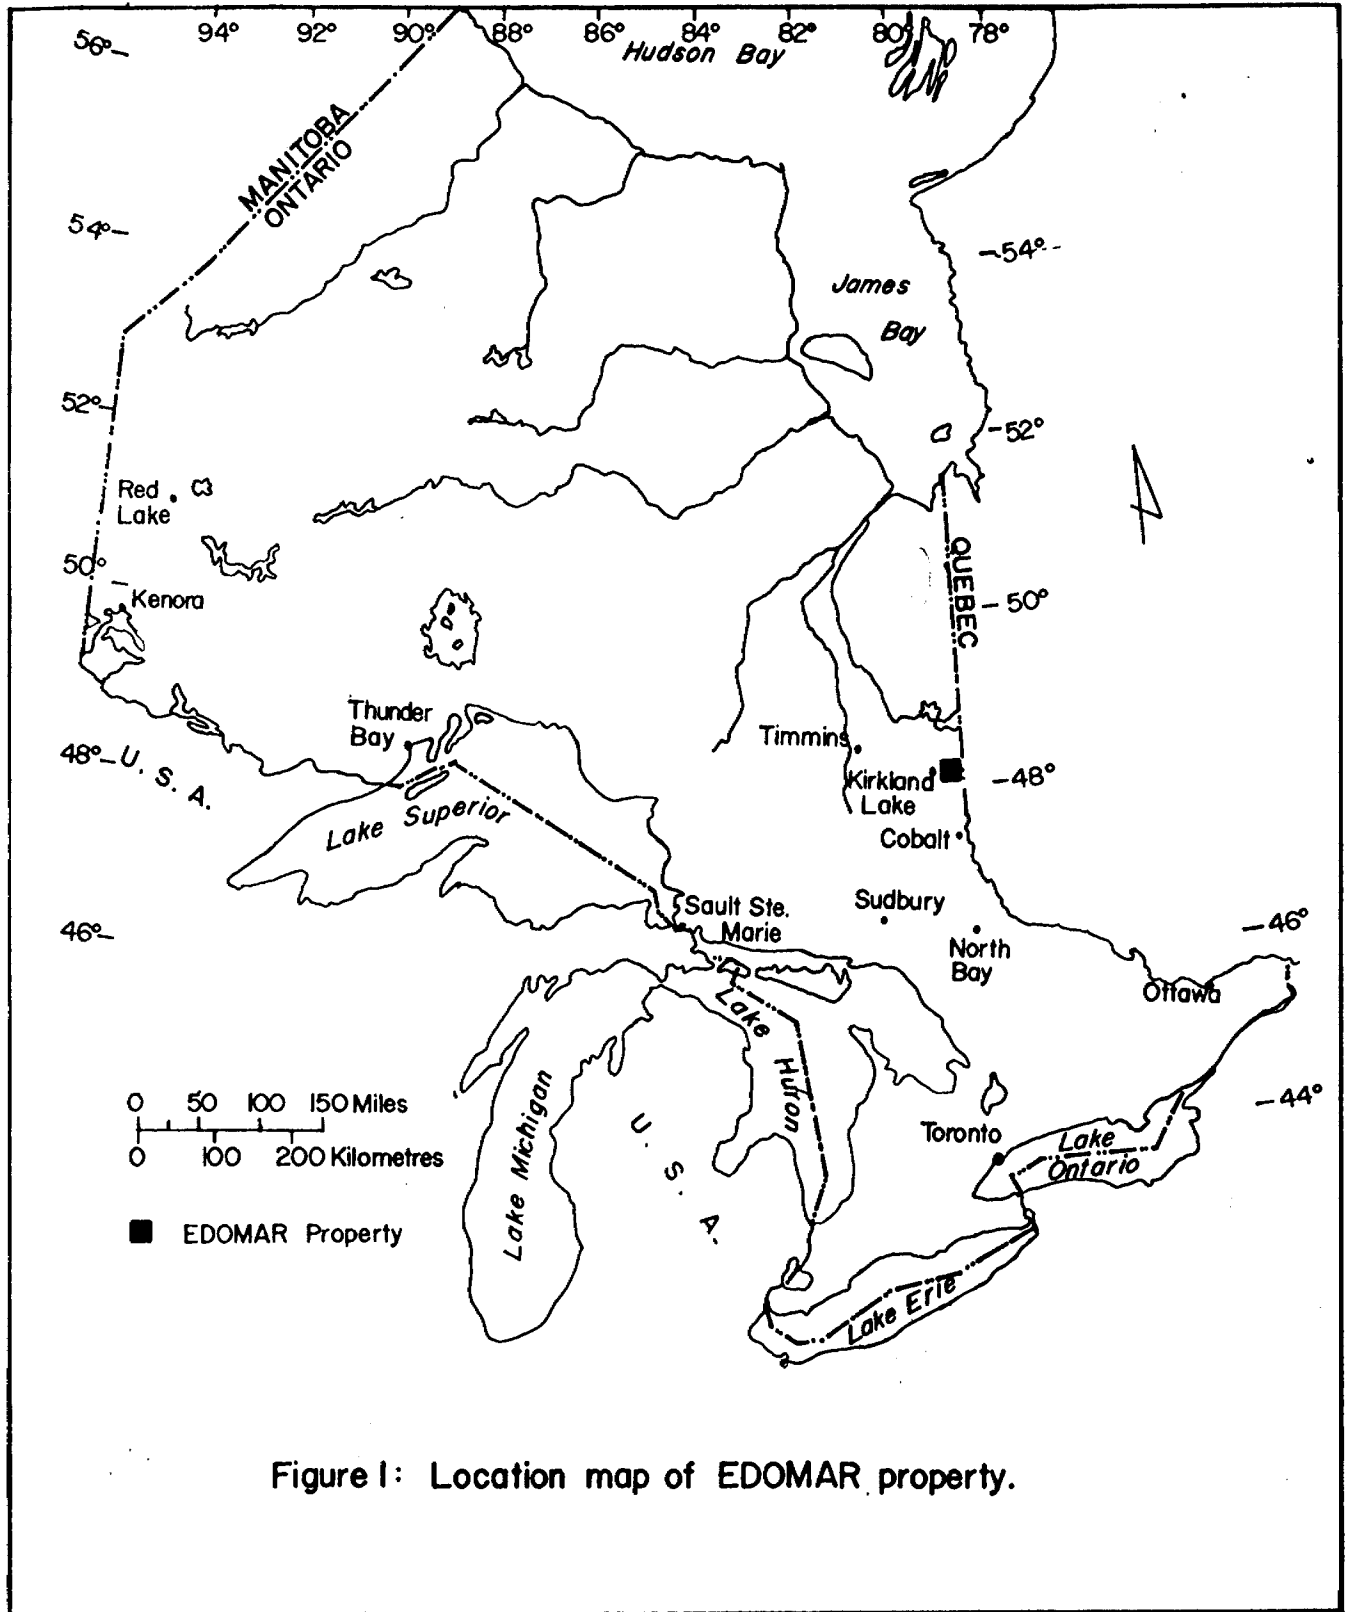 94° 92° 90° 88° 86° 84° 82° 80° 78°
56°
Hudson Bay
MANITOBA
ONTARIO
54°
54°
James
Bay
52°
52°
Red
Lake
50°
Kenora
QUEBEC
50°
Thunder
Bay
Timmins
48°
U. S. A.
Kirkland
Lake
48°
Lake Superior
Cobalt
Sudbury
Sault Ste.
Marie
46°
46°
North
Bay
Ottawa
Lake
Huron
Lake Michigan
U. S. A.
44°
0 50 100 150 Miles
0 100 200 Kilometres
Toronto
Lake
Ontario
EDOMAR Property
Lake Erie
Figure 1: Location map of EDOMAR property.